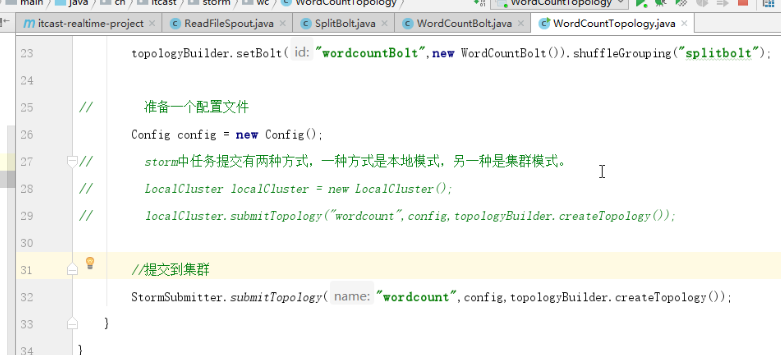 main java cn itcast storm wc WordCountTopology WordCountTopology
itcast-realtime-project ReadFileSpout.java SplitBolt.java WordCountBolt.java WordCountTopology.java
23 topologyBuilder.setBolt( id: "wordcountBolt",new WordCountBolt()).shuffleGrouping("splitbolt");
24
25 // 准备一个配置文件
26 Config config = new Config();
27 // storm中任务提交有两种方式，一种方式是本地模式，另一种是集群模式。
28 // LocalCluster localCluster = new LocalCluster();
29 // localCluster.submitTopology("wordcount",config,topologyBuilder.createTopology());
30
31 //提交到集群
32 StormSubmitter.submitTopology( name: "wordcount",config,topologyBuilder.createTopology());
33 }
34 }